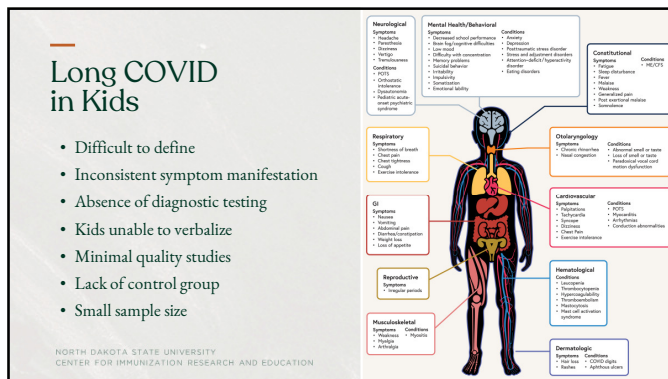 Long COVID
in Kids
• Difficult to define
• Inconsistent symptom manifestation
• Absence of diagnostic testing
• Kids unable to verbalize
• Minimal quality studies
• Lack of control group
• Small sample size
NORTH DAKOTA STATE UNIVERSITY
CENTER FOR IMMUNIZATION RESEARCH AND EDUCATION
Neurological
Symptoms
• Headache
• Paresthesia
• Dizziness
• Vertigo
• Tremulousness
Conditions
• POTS
• Orthostatic
intolerance
• Dysautonomia
• Pediatric acute-
onset psychiatric
syndrome
Mental Health/Behavioral
Symptoms
• Decreased school performance
• Brain fog/cognitive difficulties
• Low mood
• Difficulty with concentration
• Memory problems
• Suicidal behavior
• Irritability
• Impulsivity
• Somatization
• Emotional lability
Conditions
• Anxiety
• Depression
• Posttraumatic stress disorder
• Stress and adjustment disorders
• Attention-deficit/hyperactivity
disorder
• Eating disorders
Constitutional
Symptoms
• Fatigue
• Sleep disturbance
• Fever
• Malaise
• Weakness
• Generalized pain
• Post exertional malaise
• Somnolence
Conditions
• ME/CFS
Respiratory
Symptoms
• Shortness of breath
• Chest pain
• Chest tightness
• Cough
• Exercise intolerance
Otolaryngology
Symptoms
• Chronic rhinorrhea
• Nasal congestion
Conditions
• Abnormal smell or taste
• Loss of smell or taste
• Paradoxical vocal cord
motion dysfunction
Cardiovascular
Symptoms
• Palpitations
• Tachycardia
• Syncope
• Dizziness
• Chest Pain
• Exercise intolerance
Conditions
• POTS
• Myocarditis
• Arrhythmias
• Conduction abnormalities
GI
Symptoms
• Nausea
• Vomiting
• Abdominal pain
• Diarrhea/constipation
• Weight loss
• Loss of appetite
Reproductive
Symptoms
• Irregular periods
Hematological
Conditions
• Leucopenia
• Thrombocytopenia
• Hypercoagulability
• Thromboembolism
• Mastocytosis
• Mast cell activation
syndrome
Musculoskeletal
Symptoms
• Weakness
• Myalgia
• Arthralgia
Conditions
• Myositis
Dermatologic
Symptoms
• Hair loss
• Rashes
Conditions
• COVID digits
• Aphthous ulcers